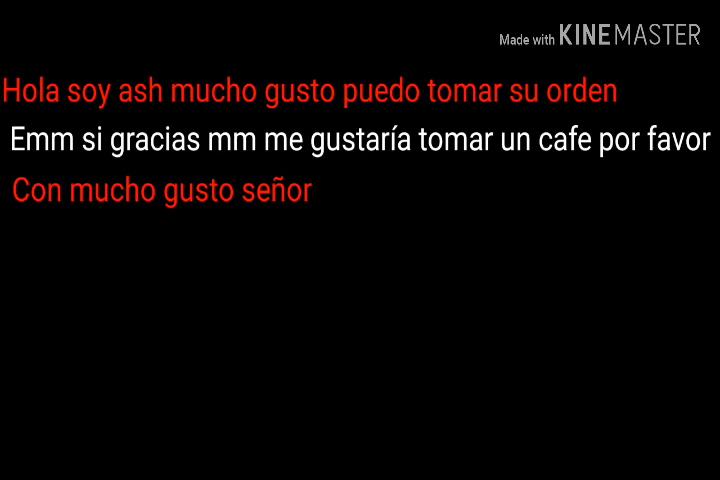 Made with KINEMASTER
Hola soy ash mucho gusto puedo tomar su orden
Emm si gracias mm me gustaría tomar un cafe por favor
Con mucho gusto señor